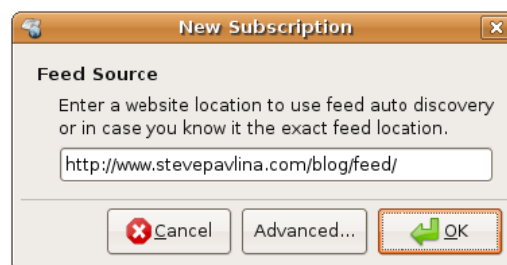 New Subscription
Feed Source
Enter a website location to use feed auto discovery
or in case you know it the exact feed location.
http://www.stevepavlina.com/blog/feed/
Cancel Advanced... OK